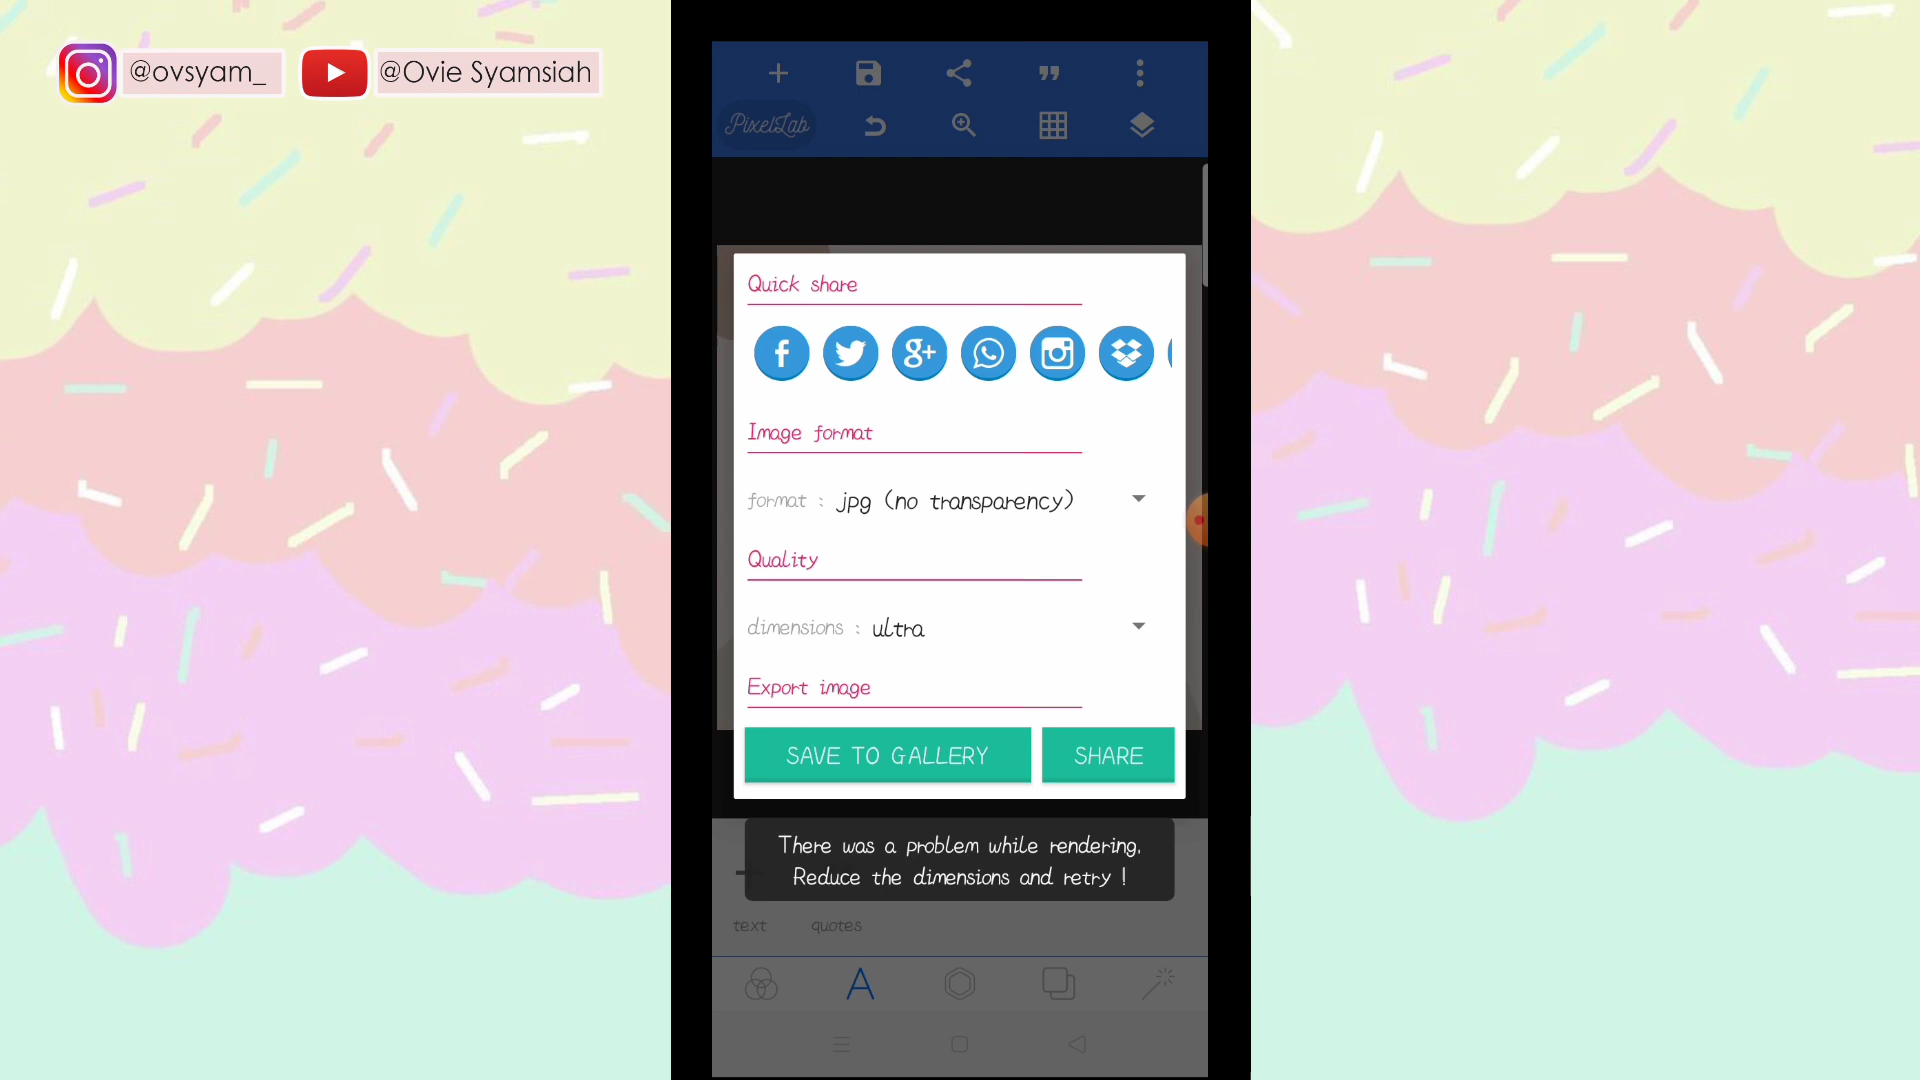 @ovsyam_
@Ovie Syamsiah
PixelLab
Quick share
Image format
format : jpg (no transparency)
Quality
dimensions : ultra
Export image
SAVE TO GALLERY
SHARE
There was a problem while rendering,
Reduce the dimensions and retry !
text
quotes